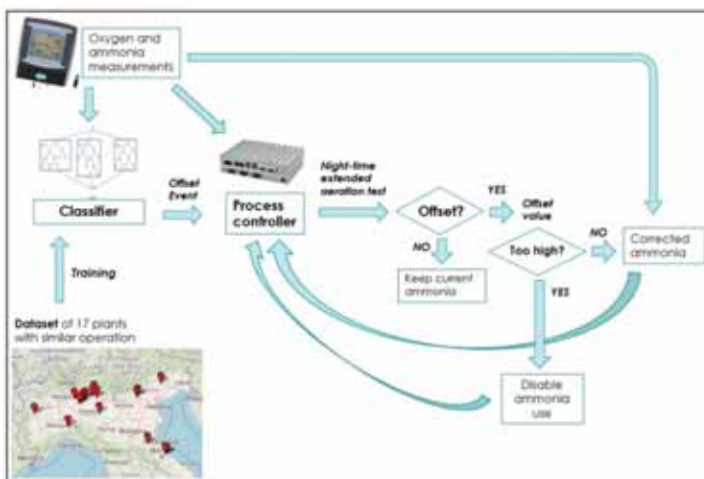 Oxygen and
ammonia
measurements
Classifier
Offset
Event
Process
controller
Night-time
extended
aeration test
Offset?
YES
Offset
value
NO
Keep current
ammonia
Too high?
NO
Corrected
ammonia
YES
Disable
ammonia
use
Training
Dataset of 17 plants
with similar operation